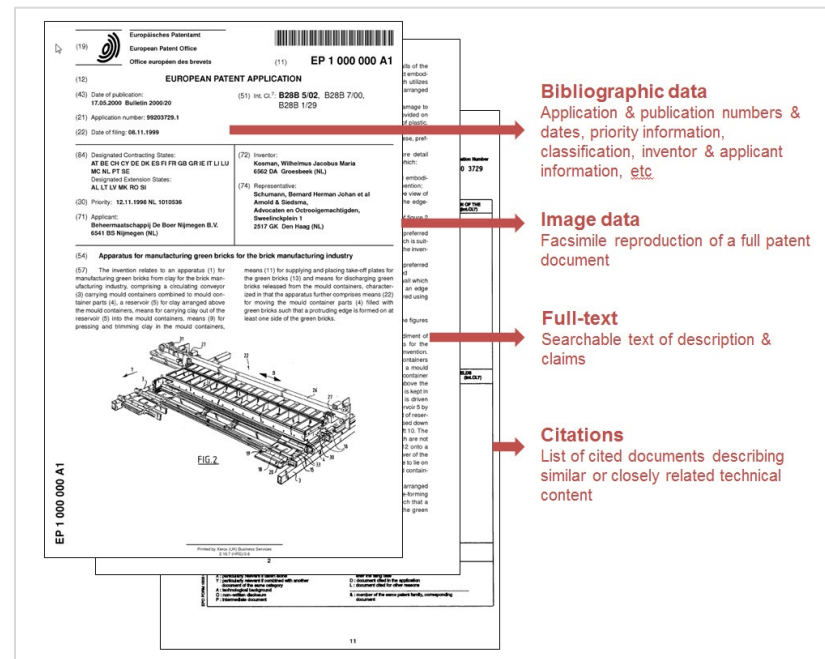 Europäisches Patentamt
(19)
European Patent Office
Office européen des brevets
(11)
EP 1 000 000 A1
(12)
EUROPEAN PATENT APPLICATION
(43) Date of publication:
17.05.2000 Bulletin 2000/20
(21) Application number: 99203729.1
(22) Date of filing: 08.11.1999
(51) Int. Cl.7: B28B 5/02, B28B 7/00,
B28B 1/29
(84) Designated Contracting States:
AT BE CH CY DE DK ES FI FR GB GR IE IT LI LU
MC NL PT SE
Designated Extension States:
AL LT LV MK RO SI
(30) Priority: 12.11.1998 NL 1010536
(71) Applicant:
Beheermaatschappij De Boer Nijmegen B.V.
6541 BS Nijmegen (NL)
(72) Inventor:
Kosman, Wilhelmus Jacobus Maria
6562 DA Groesbeek (NL)
(74) Representative:
Schumann, Bernard Herman Johan et al
Arnold & Siedsma,
Advocaten en Octrooigemachtigden,
Sweelinckplein 1
2517 GK Den Haag (NL)
(54) Apparatus for manufacturing green bricks for the brick manufacturing industry
(57) The invention relates to an apparatus (1) for
manufacturing green bricks from clay for the brick man-
ufacturing industry, comprising a circulating conveyor
(3) carrying mould containers combined to mould con-
tainer parts (4), a reservoir (5) for clay arranged above
the mould containers, means for carrying clay out of the
reservoir (5) into the mould containers, means (9) for
pressing and trimming clay in the mould containers,
means (11) for supplying and placing take-off plates for
the green bricks (13) and means for discharging green
bricks released from the mould containers, character-
ized in that the apparatus further comprises means (22)
for moving the mould container parts (4) filled with
green bricks such that a protruding edge is formed on at
least one side of the green bricks.
FIG.2
EP 1 000 000 A1
Printed by Xerox (UK) Business Services
2
11
Bibliographic data
Application & publication numbers &
dates, priority information,
classification, inventor & applicant
information, etc
Image data
Facsimile reproduction of a full patent
document
Full-text
Searchable text of description &
claims
Citations
List of cited documents describing
similar or closely related technical
content